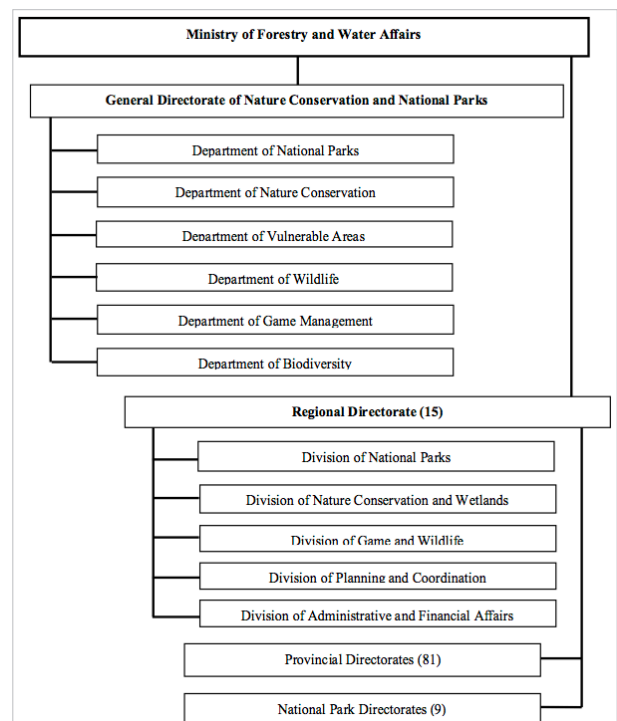 Ministry of Forestry and Water Affairs
General Directorate of Nature Conservation and National Parks
Department of National Parks
Department of Nature Conservation
Department of Vulnerable Areas
Department of Wildlife
Department of Game Management
Department of Biodiversity
Regional Directorate (15)
Division of National Parks
Division of Nature Conservation and Wetlands
Division of Game and Wildlife
Division of Planning and Coordination
Division of Administrative and Financial Affairs
Provincial Directorates (81)
National Park Directorates (9)